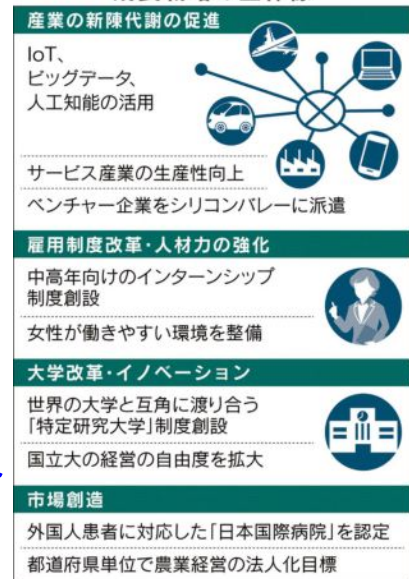 産業の新陳代謝の促進
IoT、
ビッグデータ、
人工知能の活用
サービス産業の生産性向上
ベンチャー企業をシリコンバレーに派遣
雇用制度改革・人材力の強化
中高年向けのインターンシップ
制度創設
女性が働きやすい環境を整備
大学改革・イノベーション
世界の大学と互角に渡り合う
「特定研究大学」制度創設
国立大の経営の自由度を拡大
市場創造
外国人患者に対応した「日本国際病院」を認定
都道府県単位で農業経営の法人化目標